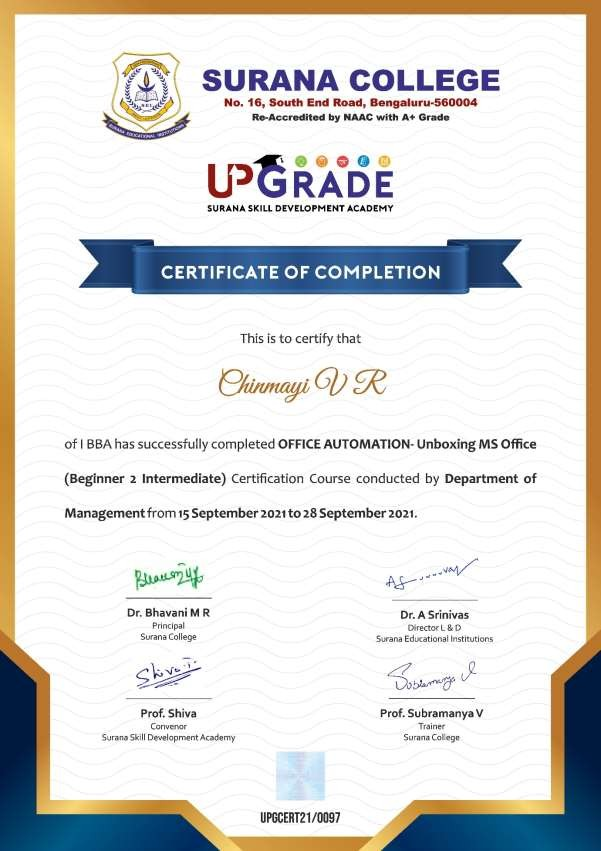 SURANA COLLEGE
No. 16, South End Road, Bengaluru-560004
Re-Accredited by NAAC with A+ Grade
SURANA EDUCATIONAL INSTITUTIONS
UPGRADE
SURANA SKILL DEVELOPMENT ACADEMY
CERTIFICATE OF COMPLETION
This is to certify that
Chinmayi V R
of I BBA has successfully completed OFFICE AUTOMATION- Unboxing MS Office
(Beginner 2 Intermediate) Certification Course conducted by Department of
Management from 15 September 2021 to 28 September 2021.
Dr. Bhavani M R
Principal
Surana College
Dr. A Srinivas
Director L & D
Surana Educational Institutions
Shiva
Subramanya V
Prof. Shiva
Convenor
Surana Skill Development Academy
Prof. Subramanya V
Trainer
Surana College
UPGCERT21/0097